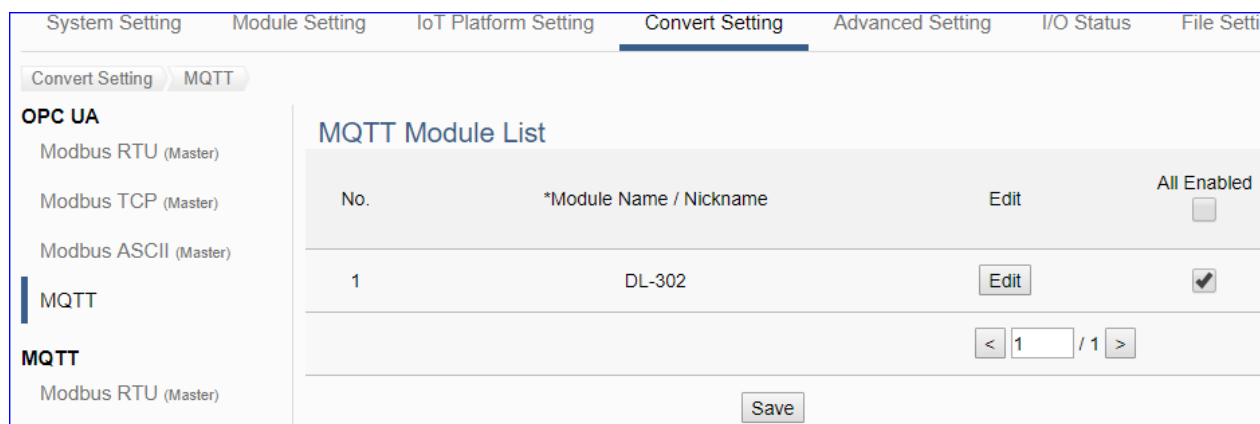 System Setting Module Setting IoT Platform Setting Convert Setting Advanced Setting I/O Status File Setti
Convert Setting MQTT
OPC UA
Modbus RTU (Master)
Modbus TCP (Master)
Modbus ASCII (Master)
MQTT
MQTT
Modbus RTU (Master)
MQTT Module List
No. *Module Name / Nickname Edit All Enabled
1 DL-302 Edit
< 1 / 1 >
Save